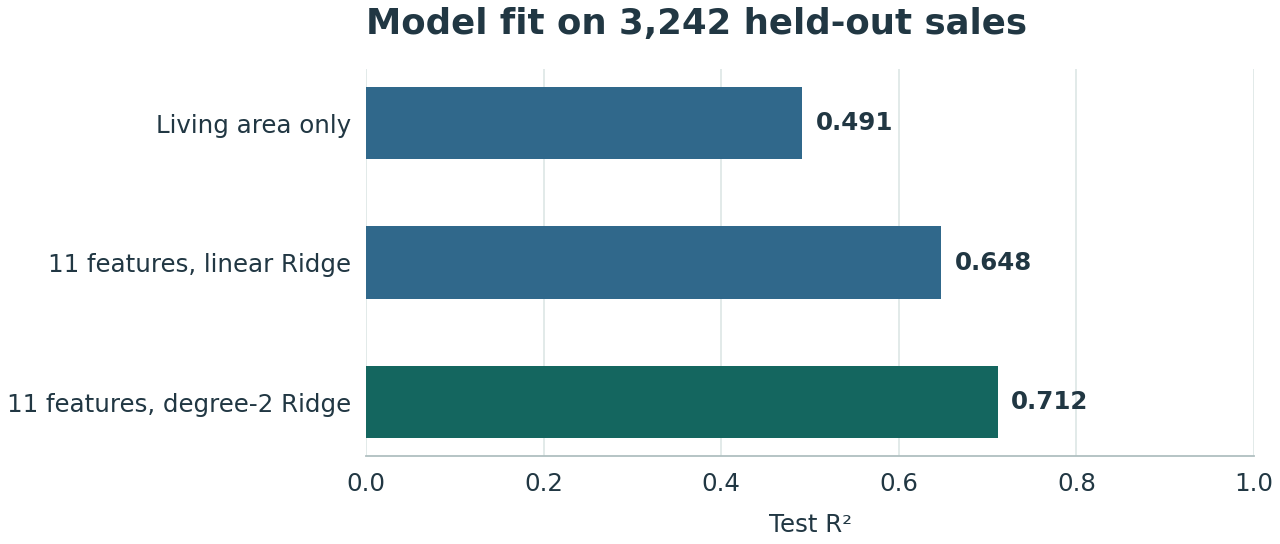 Model fit on 3,242 held-out sales
Living area only
0.491
11 features, linear Ridge
0.648
11 features, degree-2 Ridge
0.712
0.0 0.2 0.4 0.6 0.8 1.0
Test R²